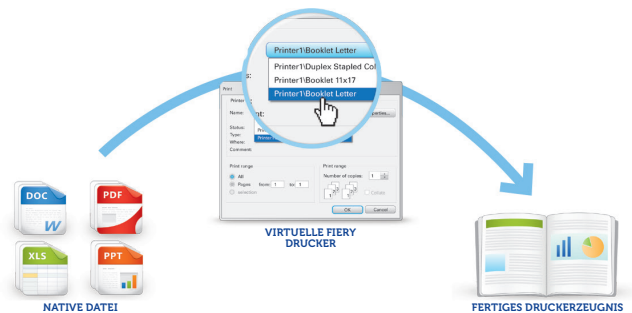 Printer1\Booklet Letter
Printer1\Duplex Stapled Col
Printer1\Booklet 11x17
Printer1\Booklet Letter
Print
Printer
Name:
Status:
Type:
Where:
Comment:
Print range
All
Pages from 1 to 1
selection
Print range
Number of copies: 1
Collate
OK Cancel
DOC
W
PDF
XLS
PPT
VIRTUELLE FIERY
DRUCKER
NATIVE DATEI
FERTIGES DRUCKERZEUGNIS